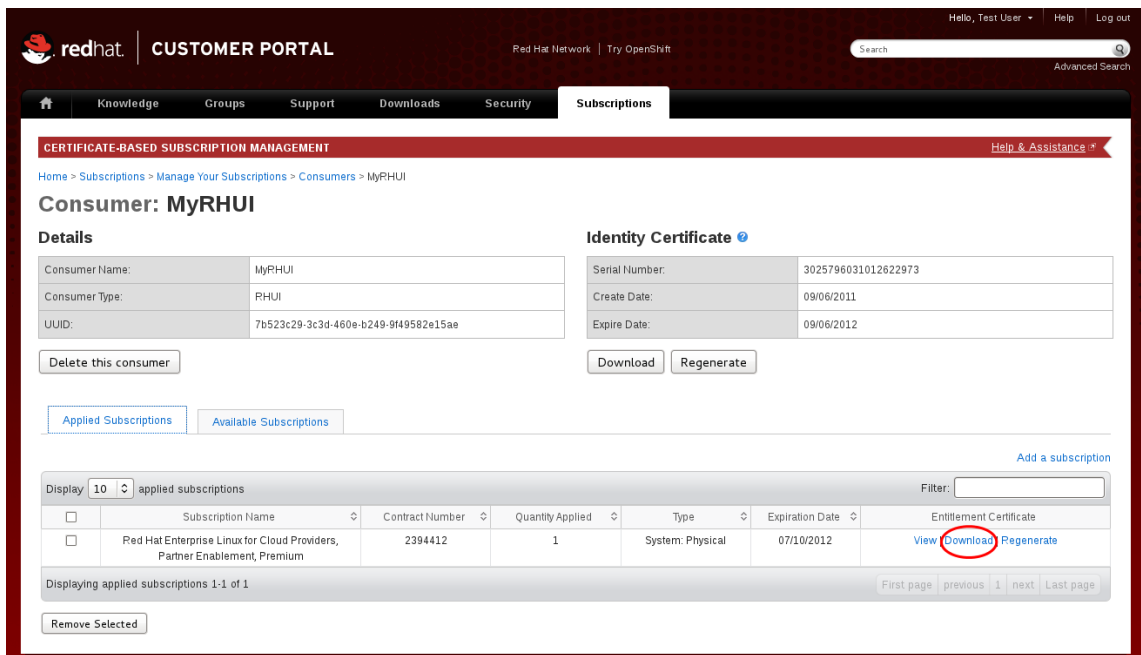 Hello, Test User Help Log out
redhat. CUSTOMER PORTAL Red Hat Network Try OpenShift Search
Advanced Search
Knowledge Groups Support Downloads Security Subscriptions
CERTIFICATE-BASED SUBSCRIPTION MANAGEMENT Help & Assistance
Home > Subscriptions > Manage Your Subscriptions > Consumers > MyRHUI
Consumer: MyRHUI
Details Identity Certificate ?
Consumer Name: MyRHUI Serial Number: 3025796031012622973
Consumer Type: RHUI Create Date: 09/06/2011
UUID: 7b523c29-3c3d-460e-b249-9f49582e15ae Expire Date: 09/06/2012
Delete this consumer Download Regenerate
Applied Subscriptions Available Subscriptions
Add a subscription
Display 10 applied subscriptions Filter:
Subscription Name Contract Number Quantity Applied Type Expiration Date Entitlement Certificate
Red Hat Enterprise Linux for Cloud Providers, 2394412 1 System: Physical 07/10/2012 View | Download | Regenerate
Partner Enablement, Premium
Displaying applied subscriptions 1-1 of 1 First page previous 1 next Last page
Remove Selected